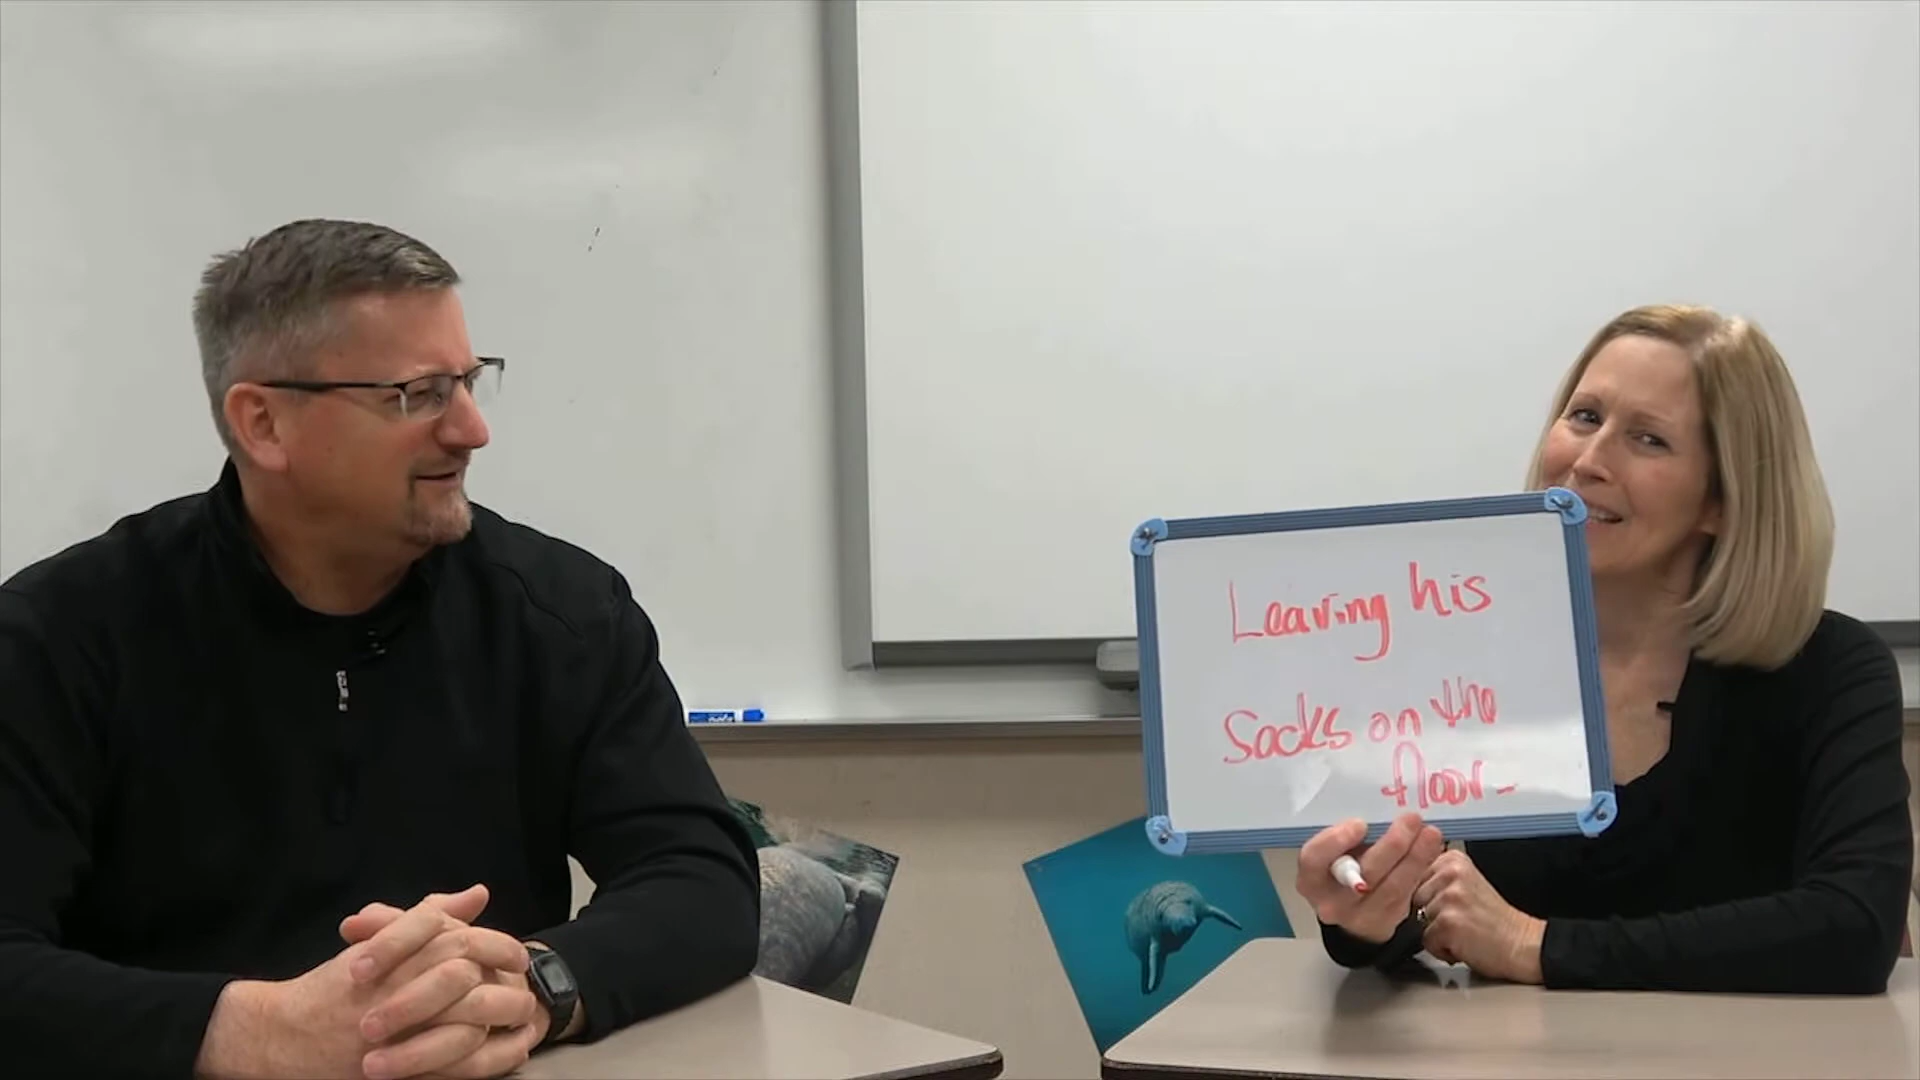 Leaving his
Socks on the
floor-